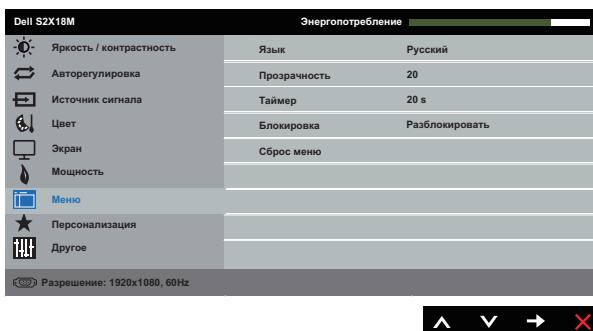 Dell S2X18M Энергопотребление
Яркость / контрастность Язык Русский
Авторегулировка Прозрачность 20
Источник сигнала Таймер 20 s
Цвет Блокировка Разблокировать
Экран Сброс меню
Мощность
Меню
Персонализация
Другое
Разрешение: 1920x1080, 60Hz